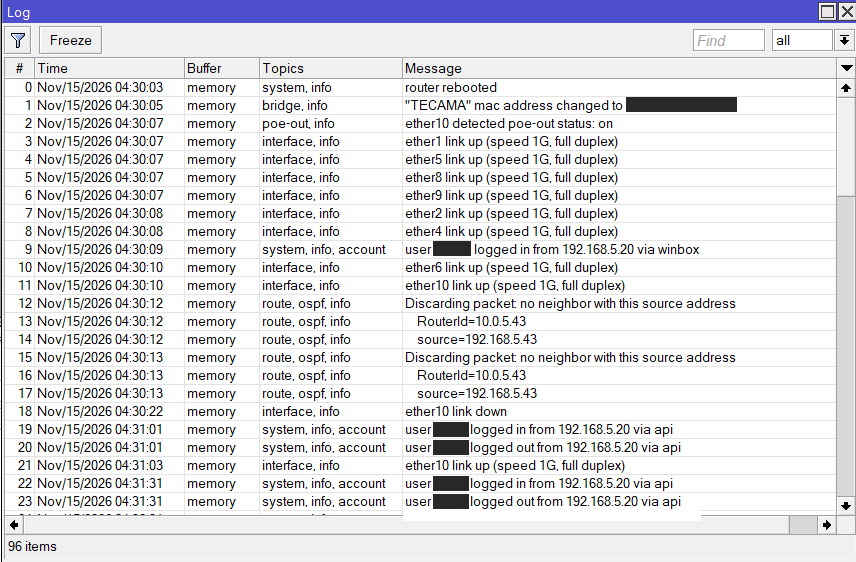 Log
Freeze
Find
all
# Time Buffer Topics Message
0 Nov/15/2026 04:30:03 memory system, info router rebooted
1 Nov/15/2026 04:30:05 memory bridge, info "TECAMA" mac address changed to
2 Nov/15/2026 04:30:07 memory poe-out, info ether10 detected poe-out status: on
3 Nov/15/2026 04:30:07 memory interface, info ether1 link up (speed 1G, full duplex)
4 Nov/15/2026 04:30:07 memory interface, info ether5 link up (speed 1G, full duplex)
5 Nov/15/2026 04:30:07 memory interface, info ether8 link up (speed 1G, full duplex)
6 Nov/15/2026 04:30:07 memory interface, info ether9 link up (speed 1G, full duplex)
7 Nov/15/2026 04:30:08 memory interface, info ether2 link up (speed 1G, full duplex)
8 Nov/15/2026 04:30:08 memory interface, info ether4 link up (speed 1G, full duplex)
9 Nov/15/2026 04:30:09 memory system, info, account user logged in from 192.168.5.20 via winbox
10 Nov/15/2026 04:30:10 memory interface, info ether6 link up (speed 1G, full duplex)
11 Nov/15/2026 04:30:10 memory interface, info ether10 link up (speed 1G, full duplex)
12 Nov/15/2026 04:30:12 memory route, ospf, info Discarding packet: no neighbor with this source address
13 Nov/15/2026 04:30:12 memory route, ospf, info RouterId=10.0.5.43
14 Nov/15/2026 04:30:12 memory route, ospf, info source=192.168.5.43
15 Nov/15/2026 04:30:13 memory route, ospf, info Discarding packet: no neighbor with this source address
16 Nov/15/2026 04:30:13 memory route, ospf, info RouterId=10.0.5.43
17 Nov/15/2026 04:30:13 memory route, ospf, info source=192.168.5.43
18 Nov/15/2026 04:30:22 memory interface, info ether10 link down
19 Nov/15/2026 04:31:01 memory system, info, account user logged in from 192.168.5.20 via api
20 Nov/15/2026 04:31:01 memory system, info, account user logged out from 192.168.5.20 via api
21 Nov/15/2026 04:31:03 memory interface, info ether10 link up (speed 1G, full duplex)
22 Nov/15/2026 04:31:31 memory system, info, account user logged in from 192.168.5.20 via api
23 Nov/15/2026 04:31:31 memory system, info, account user logged out from 192.168.5.20 via api
96 items